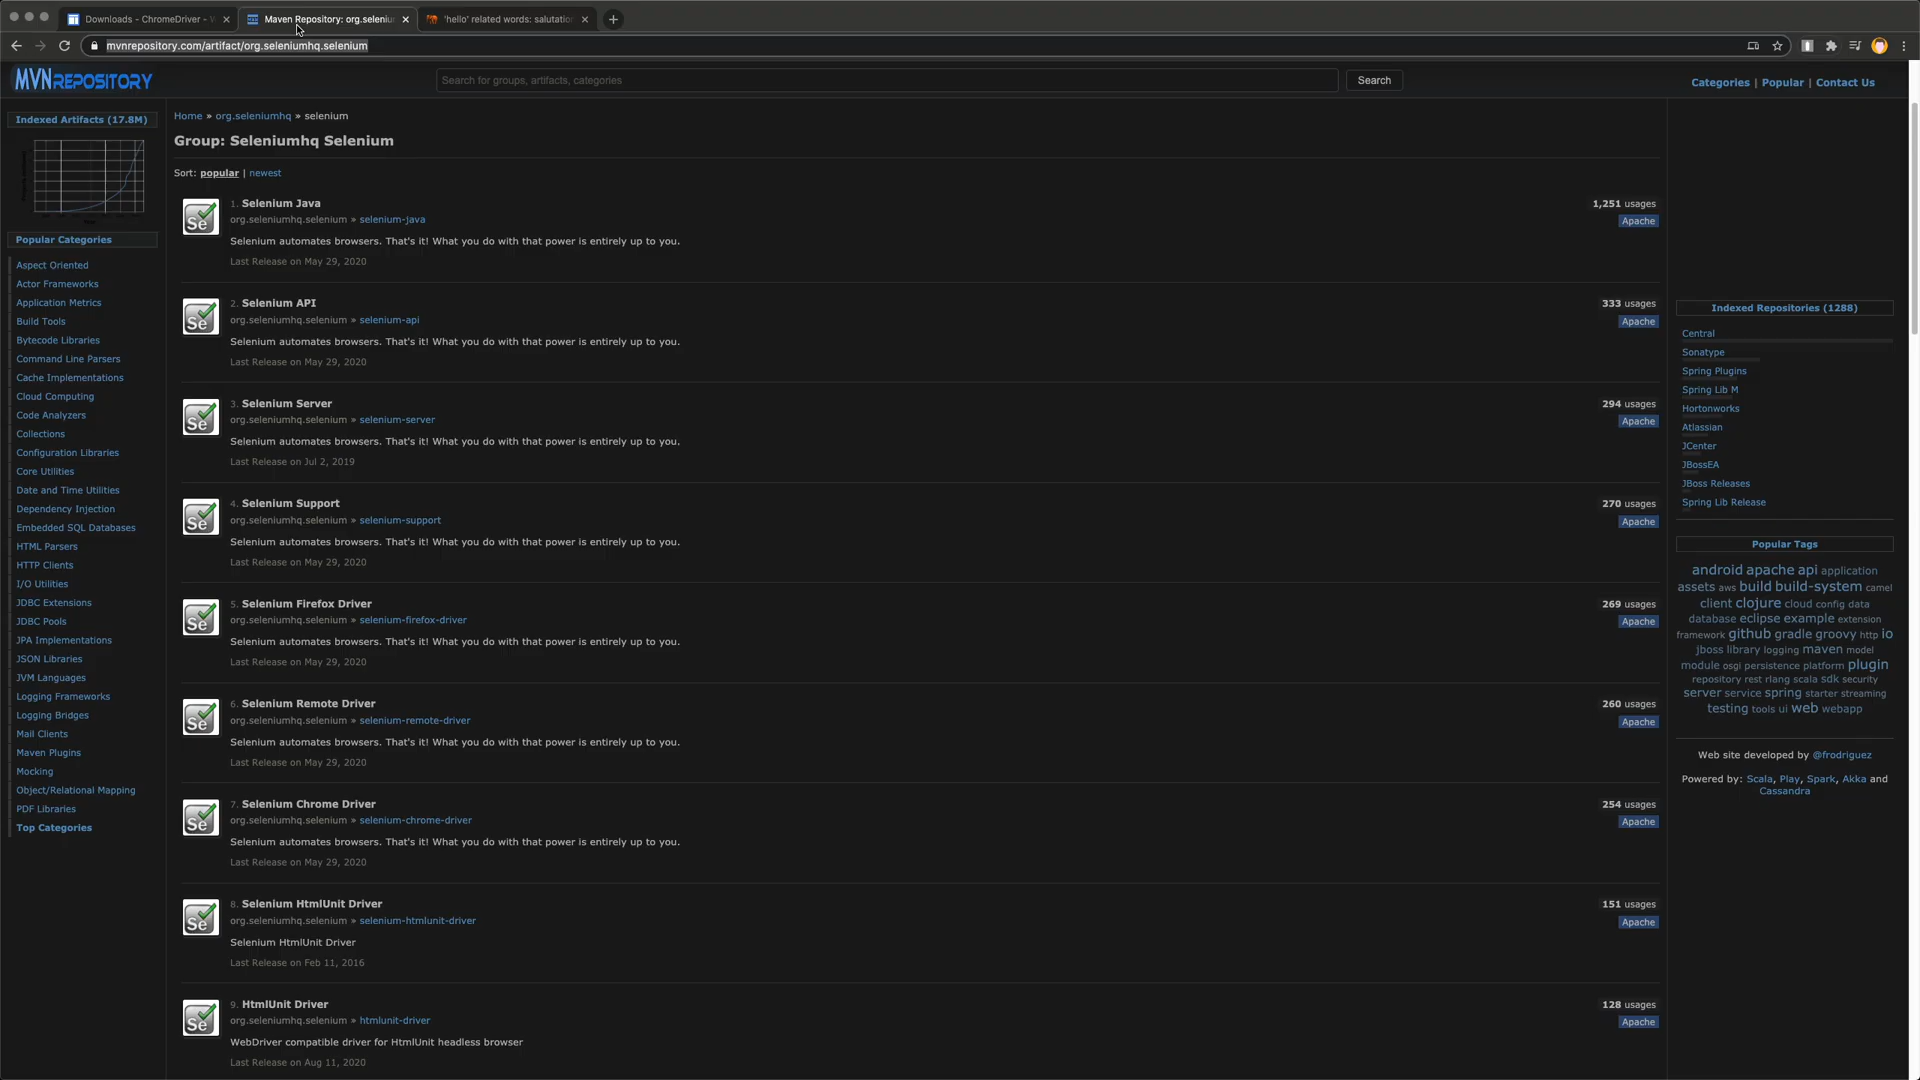 Downloads - ChromeDriver -
Maven Repository: org.seleniu
'hello' related words: salutatio
mvnrepository.com/artifact/org.seleniumhq.selenium
MVNREPOSITORY
Search for groups, artifacts, categories
Search
Categories | Popular | Contact Us
Indexed Artifacts (17.8M)
Popular Categories
Aspect Oriented
Actor Frameworks
Application Metrics
Build Tools
Bytecode Libraries
Command Line Parsers
Cache Implementations
Cloud Computing
Code Analyzers
Collections
Configuration Libraries
Core Utilities
Date and Time Utilities
Dependency Injection
Embedded SQL Databases
HTML Parsers
HTTP Clients
I/O Utilities
JDBC Extensions
JDBC Pools
JPA Implementations
JSON Libraries
JVM Languages
Logging Frameworks
Logging Bridges
Mail Clients
Maven Plugins
Mocking
Object/Relational Mapping
PDF Libraries
Top Categories
Home » org.seleniumhq » selenium
Group: Seleniumhq Selenium
Sort: popular | newest
Se
1. Selenium Java
1,251 usages
org.seleniumhq.selenium » selenium-java
Apache
Selenium automates browsers. That's it! What you do with that power is entirely up to you.
Last Release on May 29, 2020
Se
2. Selenium API
333 usages
org.seleniumhq.selenium » selenium-api
Apache
Selenium automates browsers. That's it! What you do with that power is entirely up to you.
Last Release on May 29, 2020
Se
3. Selenium Server
294 usages
org.seleniumhq.selenium » selenium-server
Apache
Selenium automates browsers. That's it! What you do with that power is entirely up to you.
Last Release on Jul 2, 2019
Se
4. Selenium Support
270 usages
org.seleniumhq.selenium » selenium-support
Apache
Selenium automates browsers. That's it! What you do with that power is entirely up to you.
Last Release on May 29, 2020
Se
5. Selenium Firefox Driver
269 usages
org.seleniumhq.selenium » selenium-firefox-driver
Apache
Selenium automates browsers. That's it! What you do with that power is entirely up to you.
Last Release on May 29, 2020
Se
6. Selenium Remote Driver
260 usages
org.seleniumhq.selenium » selenium-remote-driver
Apache
Selenium automates browsers. That's it! What you do with that power is entirely up to you.
Last Release on May 29, 2020
Se
7. Selenium Chrome Driver
254 usages
org.seleniumhq.selenium » selenium-chrome-driver
Apache
Selenium automates browsers. That's it! What you do with that power is entirely up to you.
Last Release on May 29, 2020
Se
8. Selenium HtmlUnit Driver
151 usages
org.seleniumhq.selenium » selenium-htmlunit-driver
Apache
Selenium HtmlUnit Driver
Last Release on Feb 11, 2016
Se
9. HtmlUnit Driver
128 usages
org.seleniumhq.selenium » htmlunit-driver
Apache
WebDriver compatible driver for HtmlUnit headless browser
Last Release on Aug 11, 2020
Indexed Repositories (1288)
Central
Sonatype
Spring Plugins
Spring Lib M
Hortonworks
Atlassian
JCenter
JBossEA
JBoss Releases
Spring Lib Release
Popular Tags
android apache api application
assets aws build build-system camel
client clojure cloud config data
database eclipse example extension
framework github gradle groovy http io
jboss library logging maven model
module osgi persistence platform plugin
repository rest rlang scala sdk security
server service spring starter streaming
testing tools ui web webapp
Web site developed by @frodriguez
Powered by: Scala, Play, Spark, Akka and
Cassandra